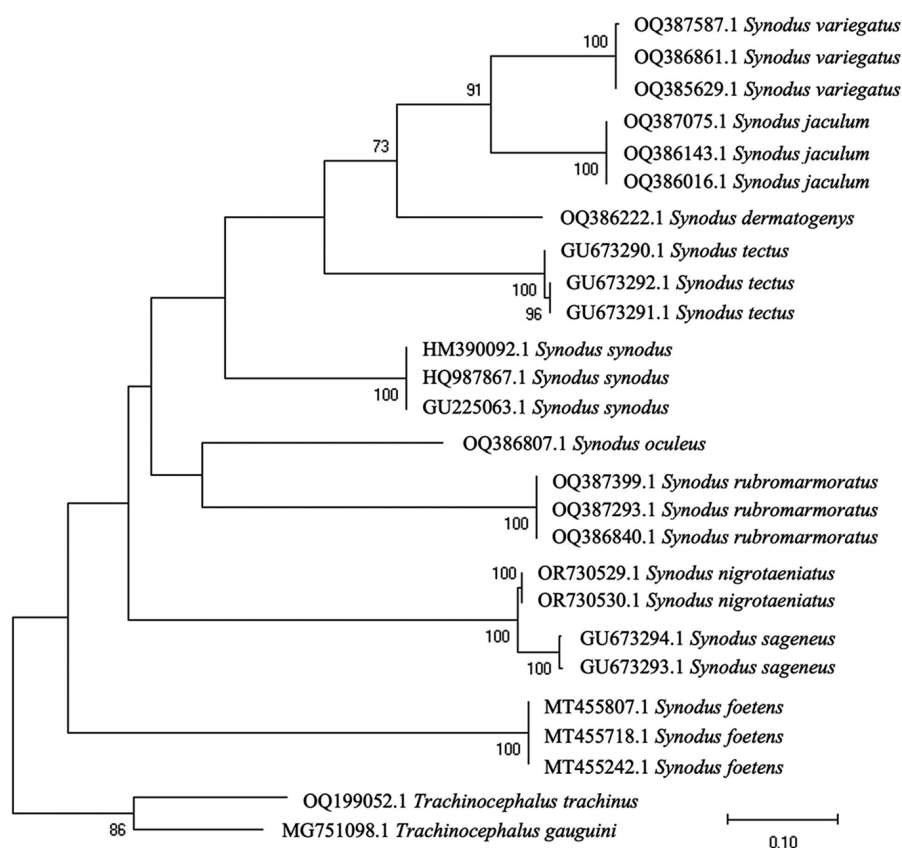 OQ387587.1 Synodus variegatus
100
OQ386861.1 Synodus variegatus
91
OQ385629.1 Synodus variegatus
OQ387075.1 Synodus jaculum
73
OQ386143.1 Synodus jaculum
100
OQ386016.1 Synodus jaculum
OQ386222.1 Synodus dermatogenys
GU673290.1 Synodus tectus
100
GU673292.1 Synodus tectus
96
GU673291.1 Synodus tectus
HM390092.1 Synodus synodus
HQ987867.1 Synodus synodus
100
GU225063.1 Synodus synodus
OQ386807.1 Synodus oculeus
OQ387399.1 Synodus rubromarmoratus
OQ387293.1 Synodus rubromarmoratus
100
OQ386840.1 Synodus rubromarmoratus
100
OR730529.1 Synodus nigrotaeniatus
OR730530.1 Synodus nigrotaeniatus
100
GU673294.1 Synodus sageneus
100
GU673293.1 Synodus sageneus
MT455807.1 Synodus foetens
MT455718.1 Synodus foetens
100
MT455242.1 Synodus foetens
OQ199052.1 Trachinocephalus trachinus
86
MG751098.1 Trachinocephalus gauguini
0.10